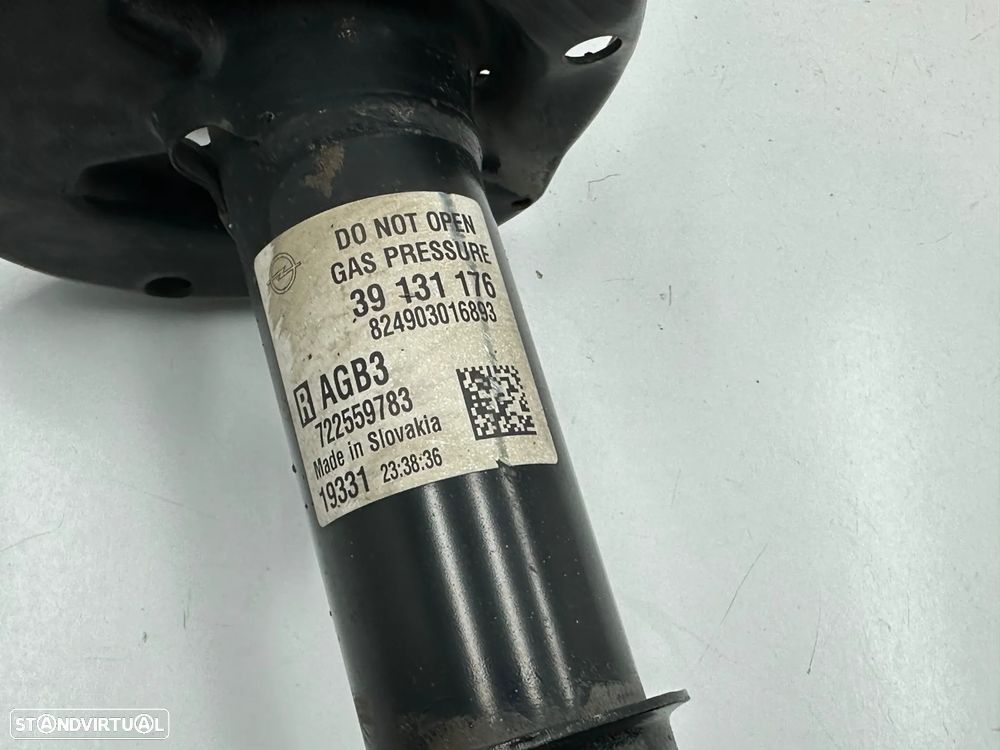 DO NOT OPEN
GAS PRESSURE
39 131 176
824903016893
R AGB3
722559783
Made in Slovakia
19331 23:38:36
STANDVIRTUAL